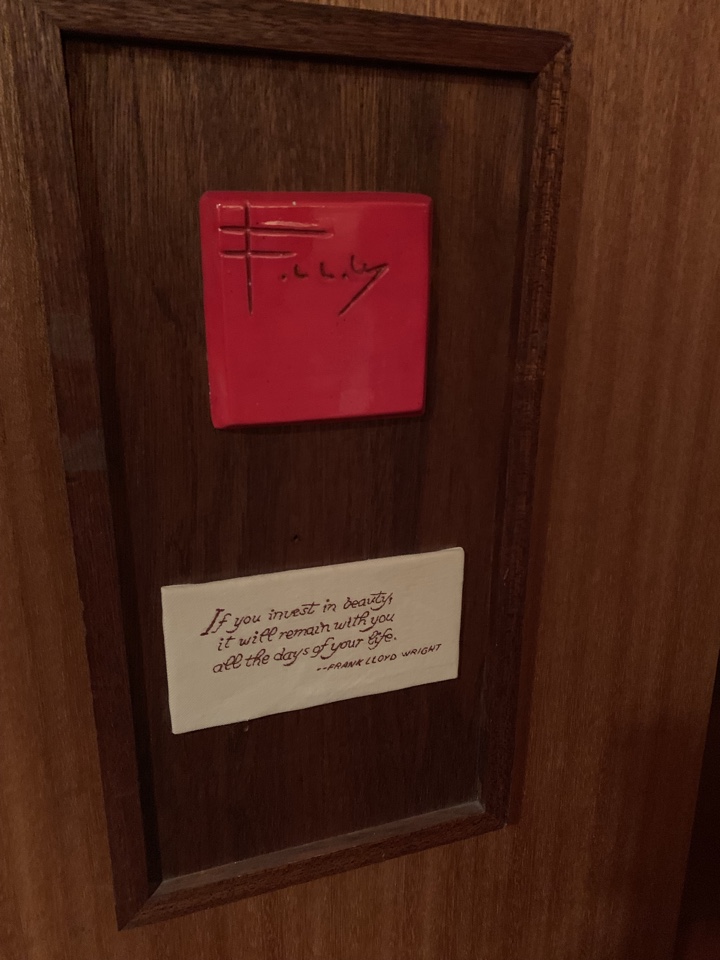 If you invest in beauty,
it will remain with you
all the days of your life.
--FRANK LLOYD WRIGHT